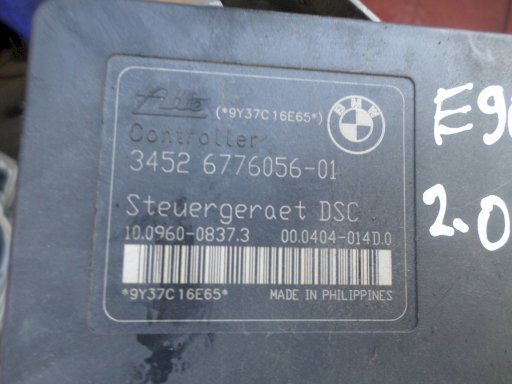 Ate (*9Y37C16E65*) BMW
Controller
3452 6776056-01
Steuergeraet DSC
10.0960-0837.3 00.0404-014D.0
*9Y37C16E65* MADE IN PHILIPPINES
E90
2.0